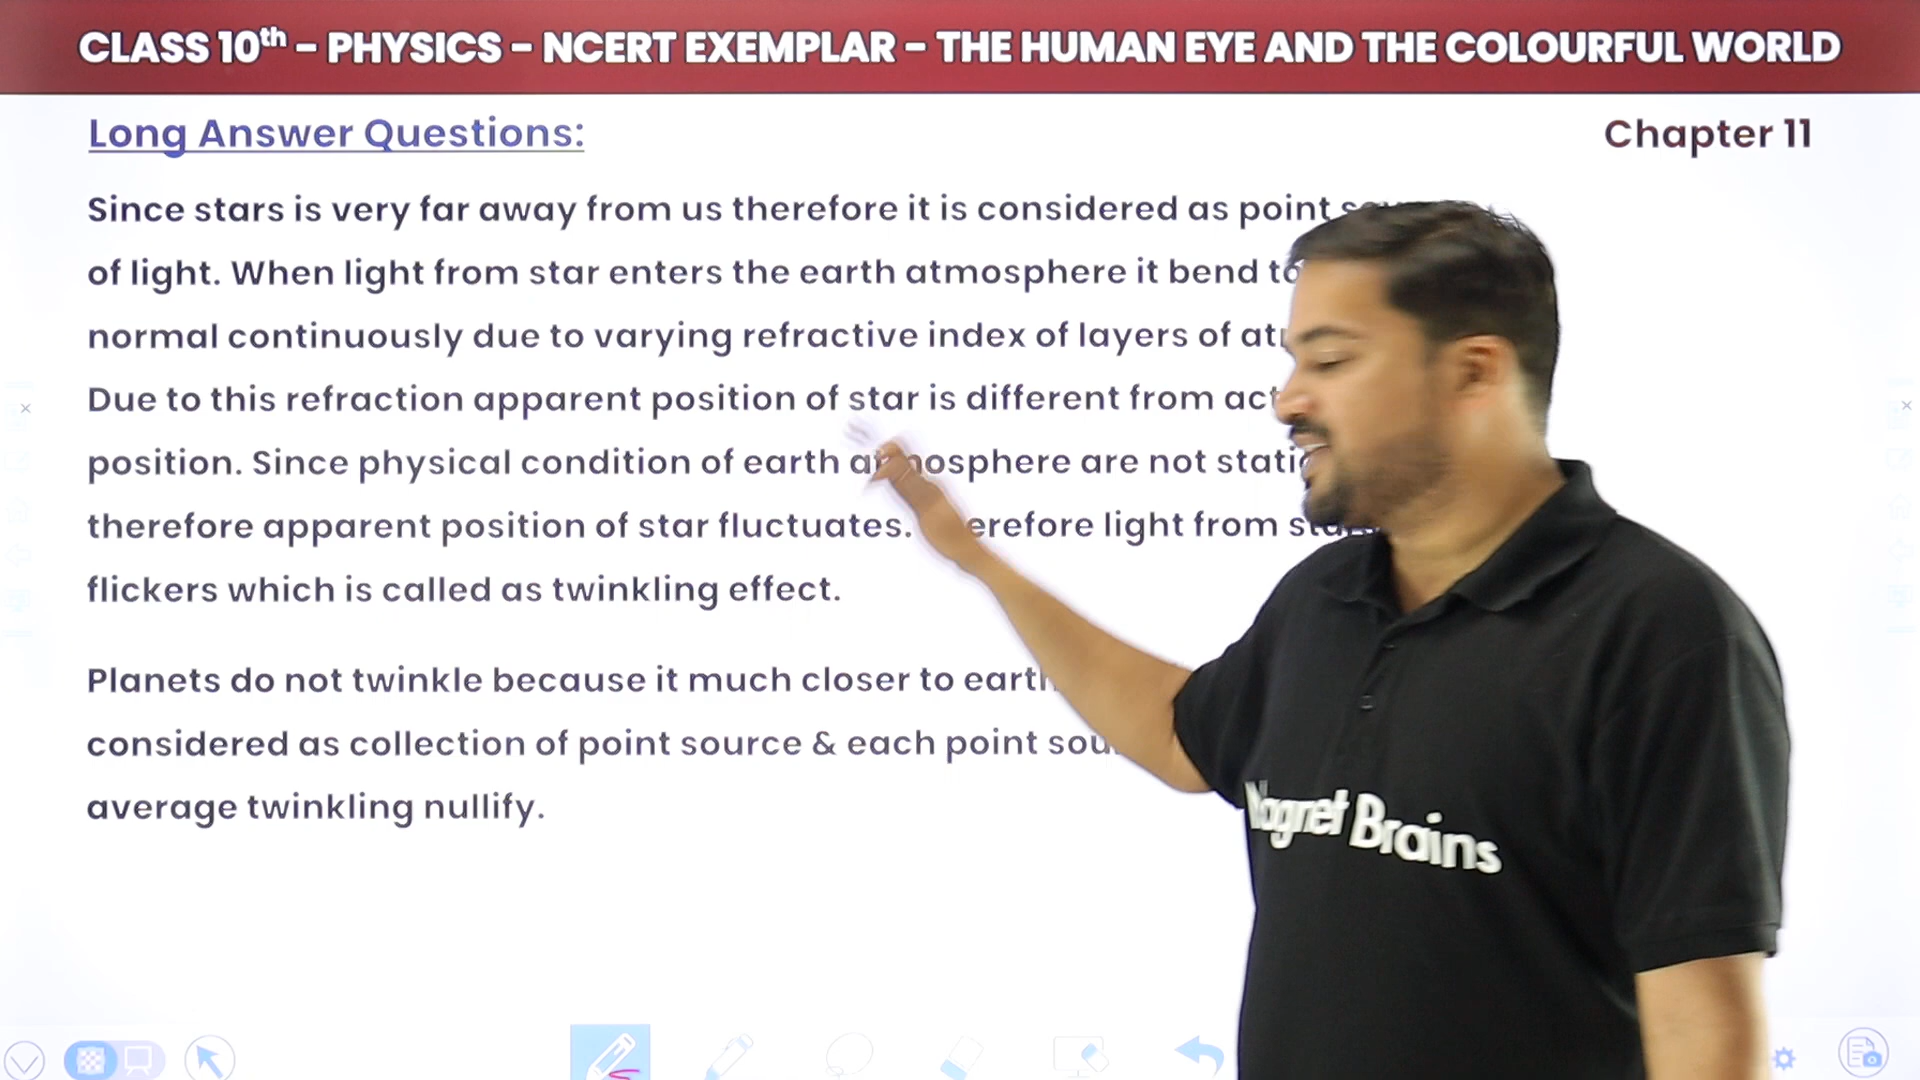 CLASS 10th – PHYSICS – NCERT EXEMPLAR – THE HUMAN EYE AND THE COLOURFUL WORLD
Long Answer Questions:
Chapter 11
Since stars is very far away from us therefore it is considered as point
of light. When light from star enters the earth atmosphere it bend
normal continuously due to varying refractive index of layers of
Due to this refraction apparent position of star is different from
position. Since physical condition of earth atmosphere are not
therefore apparent position of star fluctuates. light from
flickers which is called as twinkling effect.
Planets do not twinkle because it much closer to
considered as collection of point source & each point
average twinkling nullify.
Magnet Brains